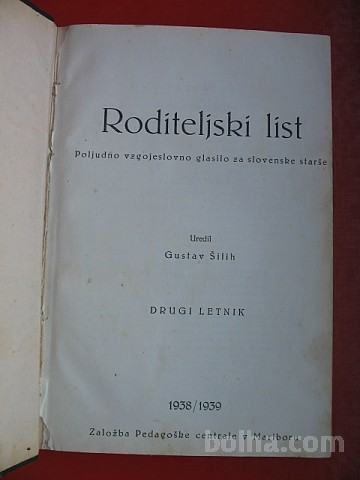 Roditeljski list
Poljudno vzgojeslovno glasilo za slovenske starše
Uredil
Gustav Šilih
DRUGI LETNIK
1938/1939
Založba Pedagoške centrale v Mariboru
bolha.com